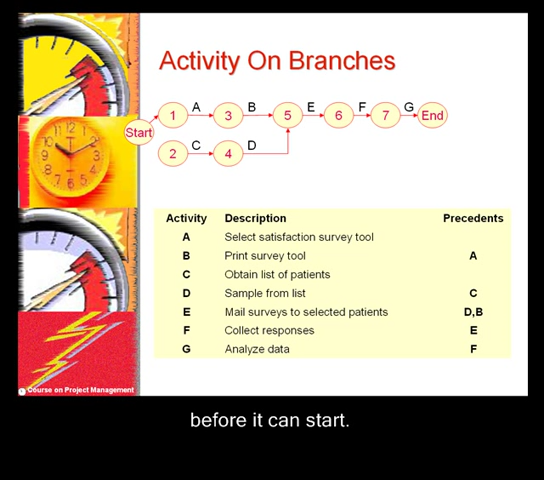 Activity On Branches
A B E F G
Start 1 3 5 6 7 End
C D
2 4
Activity Description Precedents
A Select satisfaction survey tool
B Print survey tool A
C Obtain list of patients
D Sample from list C
E Mail surveys to selected patients D,B
F Collect responses E
G Analyze data F
Course on Project Management
before it can start.